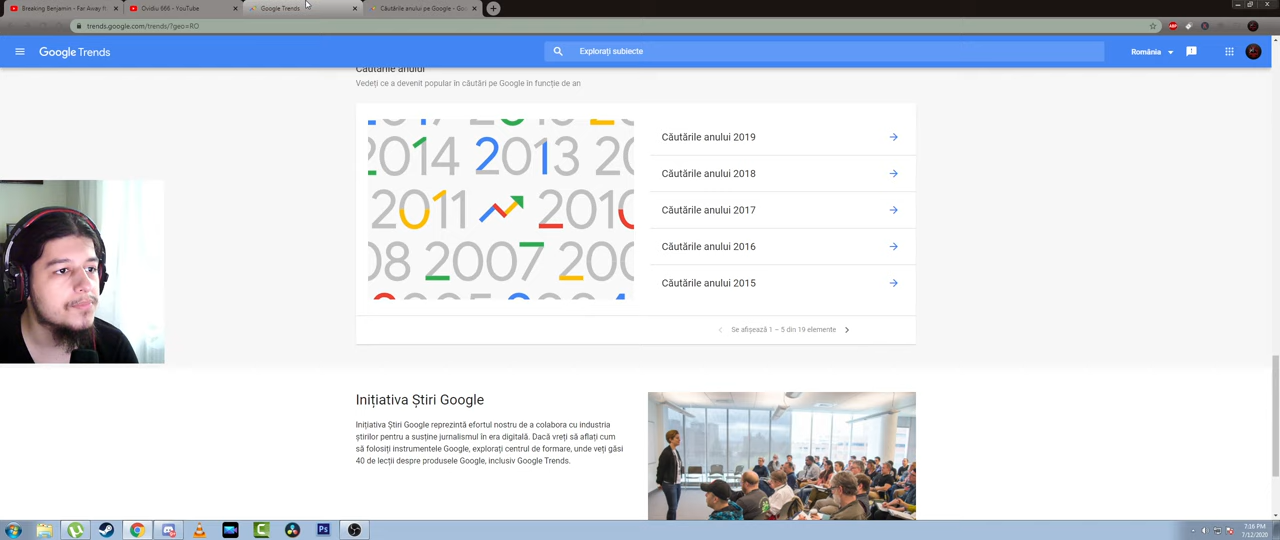 Breaking Benjamin - Far Away ft
Ovidiu 666 - YouTube
Google Trends
Căutările anului pe Google - Goo
trends.google.com/trends/?geo=RO
ABP
Google Trends
Explorați subiecte
România
Căutările anului
Vedeți ce a devenit popular în căutări pe Google în funcție de an
2014 2013
2011 2010
08 2007
Căutările anului 2019
Căutările anului 2018
Căutările anului 2017
Căutările anului 2016
Căutările anului 2015
Se afișează 1 – 5 din 19 elemente
Inițiativa Știri Google
Inițiativa Știri Google reprezintă efortul nostru de a colabora cu industria
știrilor pentru a susține jurnalismul în era digitală. Dacă vreți să aflați cum
să folosiți instrumentele Google, explorați centrul de formare, unde veți găsi
40 de lecții despre produsele Google, inclusiv Google Trends.
Ps
7:16 PM
7/12/2020